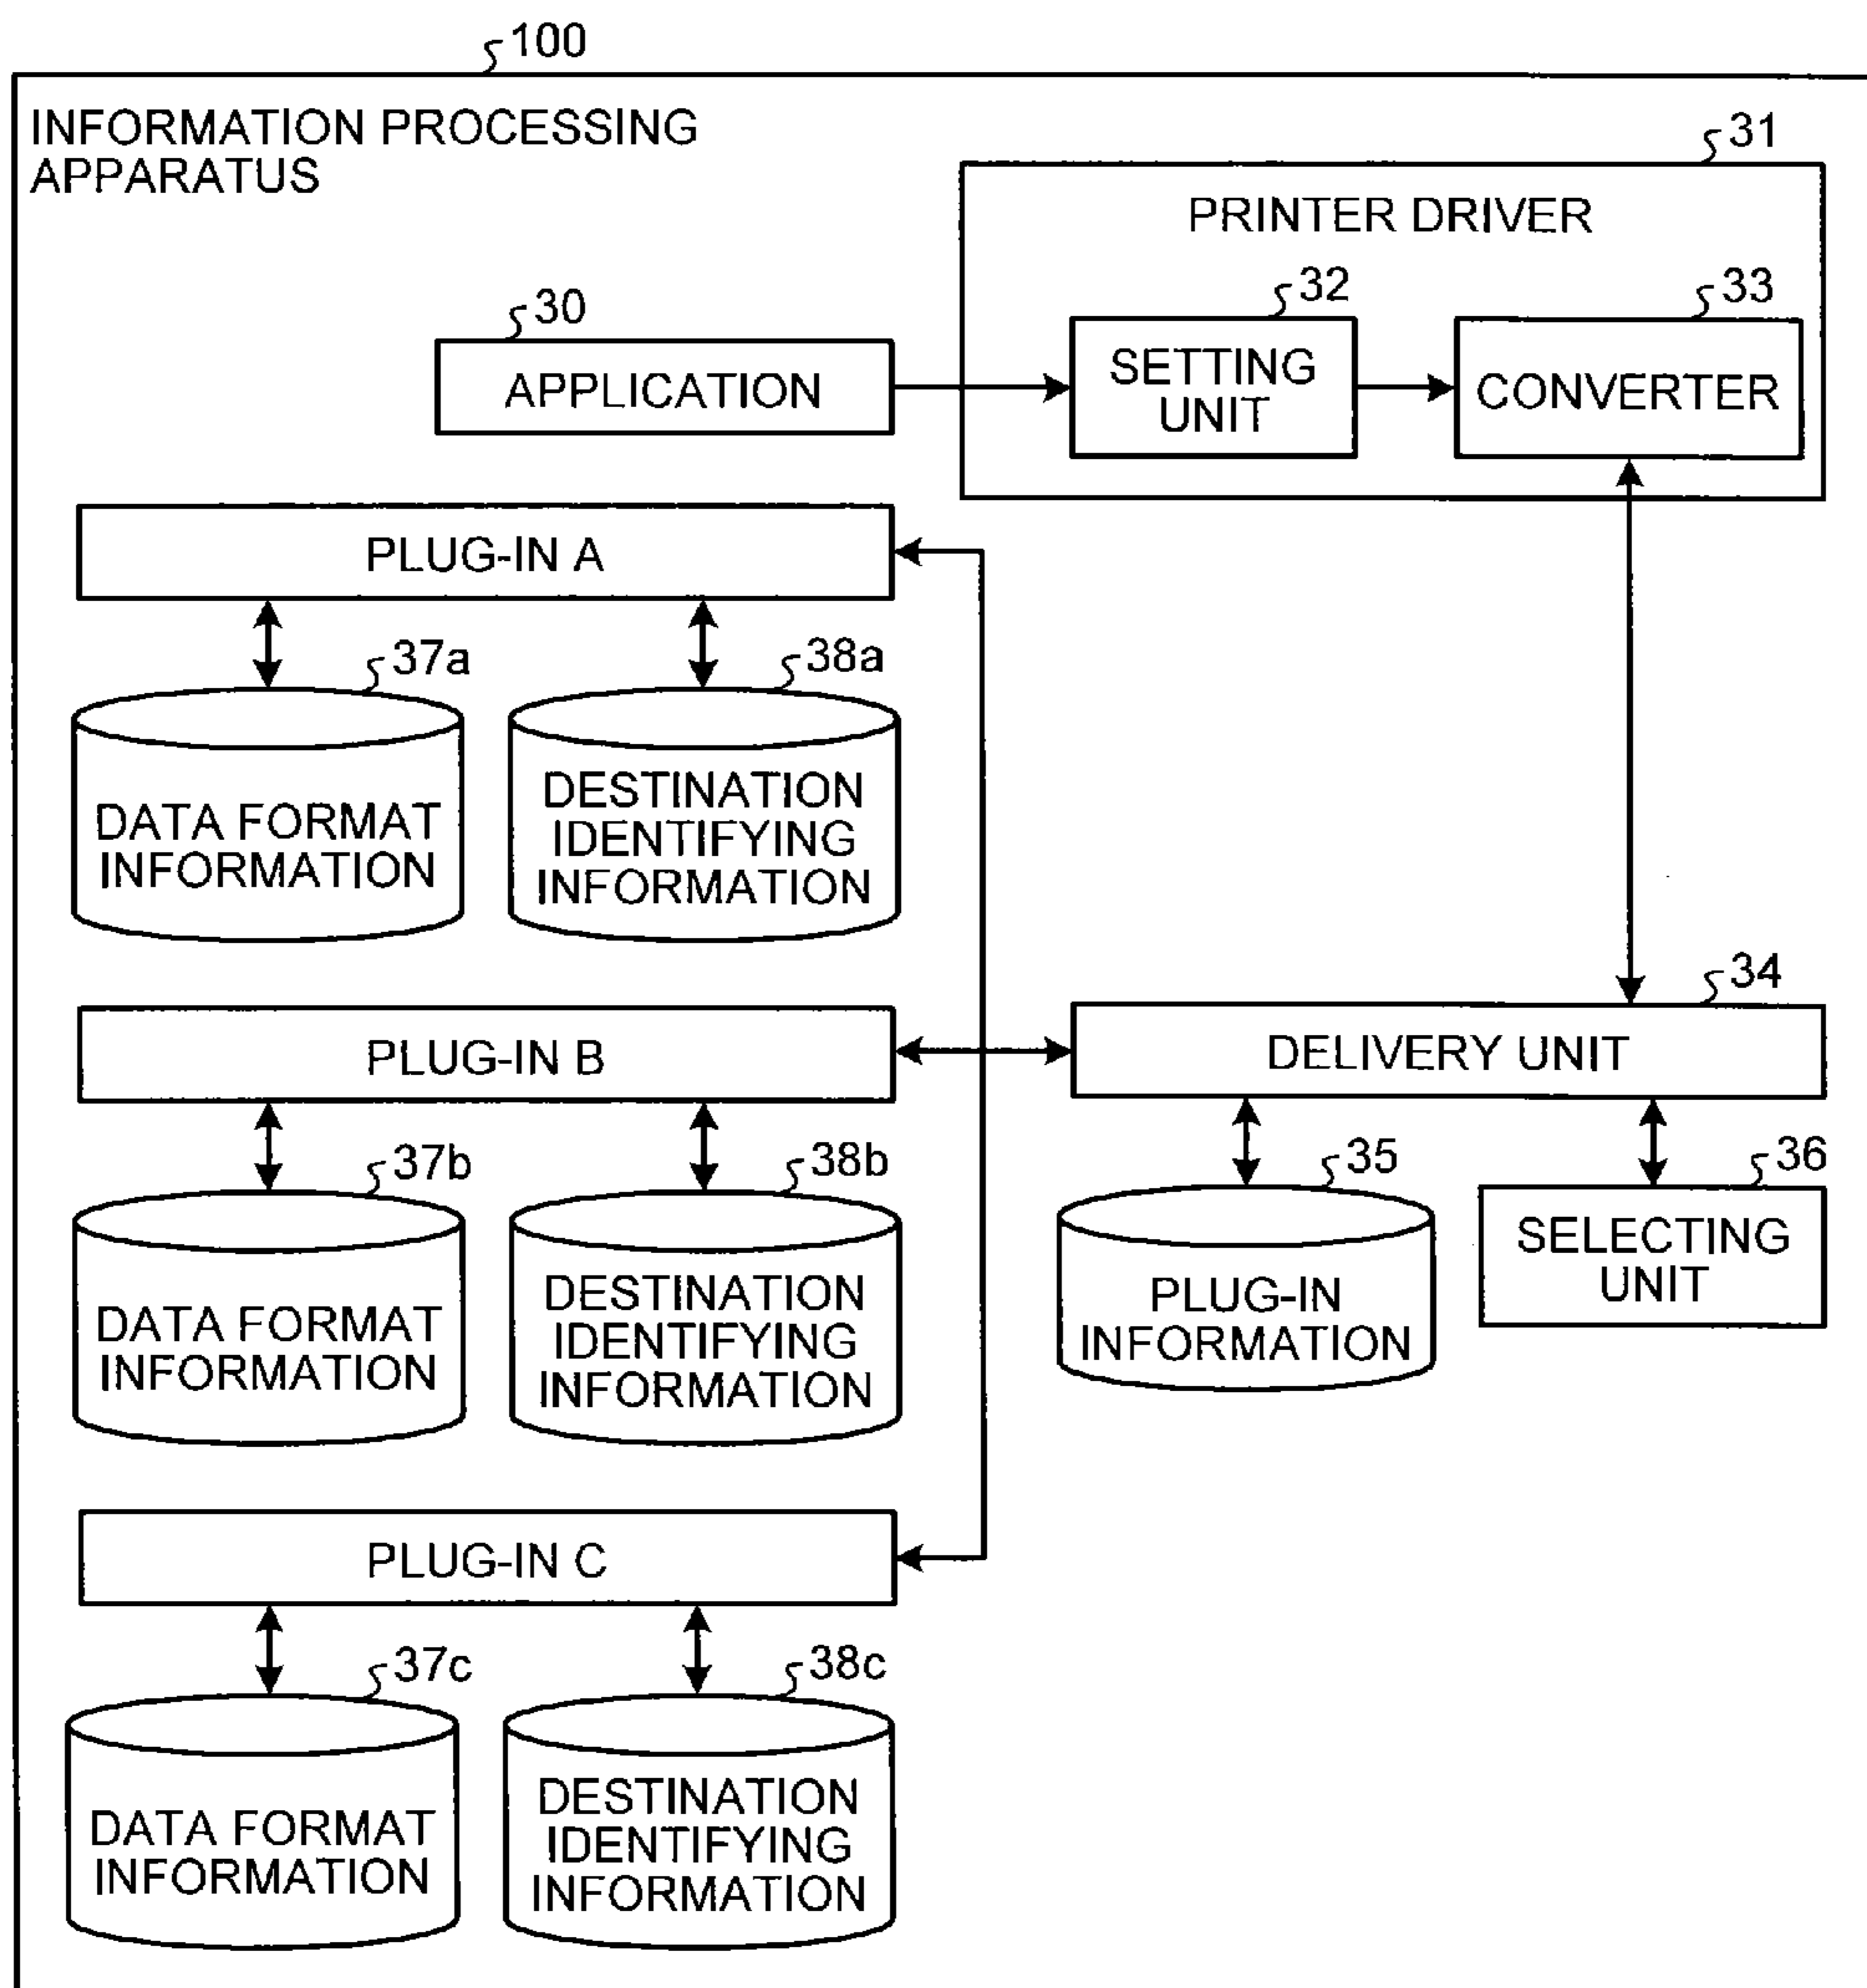 100
INFORMATION PROCESSING
APPARATUS
31
PRINTER DRIVER
30
APPLICATION
32
SETTING
UNIT
33
CONVERTER
PLUG-IN A
37a
DATA FORMAT
INFORMATION
38a
DESTINATION
IDENTIFYING
INFORMATION
PLUG-IN B
34
DELIVERY UNIT
37b
DATA FORMAT
INFORMATION
38b
DESTINATION
IDENTIFYING
INFORMATION
35
PLUG-IN
INFORMATION
36
SELECTING
UNIT
PLUG-IN C
37c
DATA FORMAT
INFORMATION
38c
DESTINATION
IDENTIFYING
INFORMATION